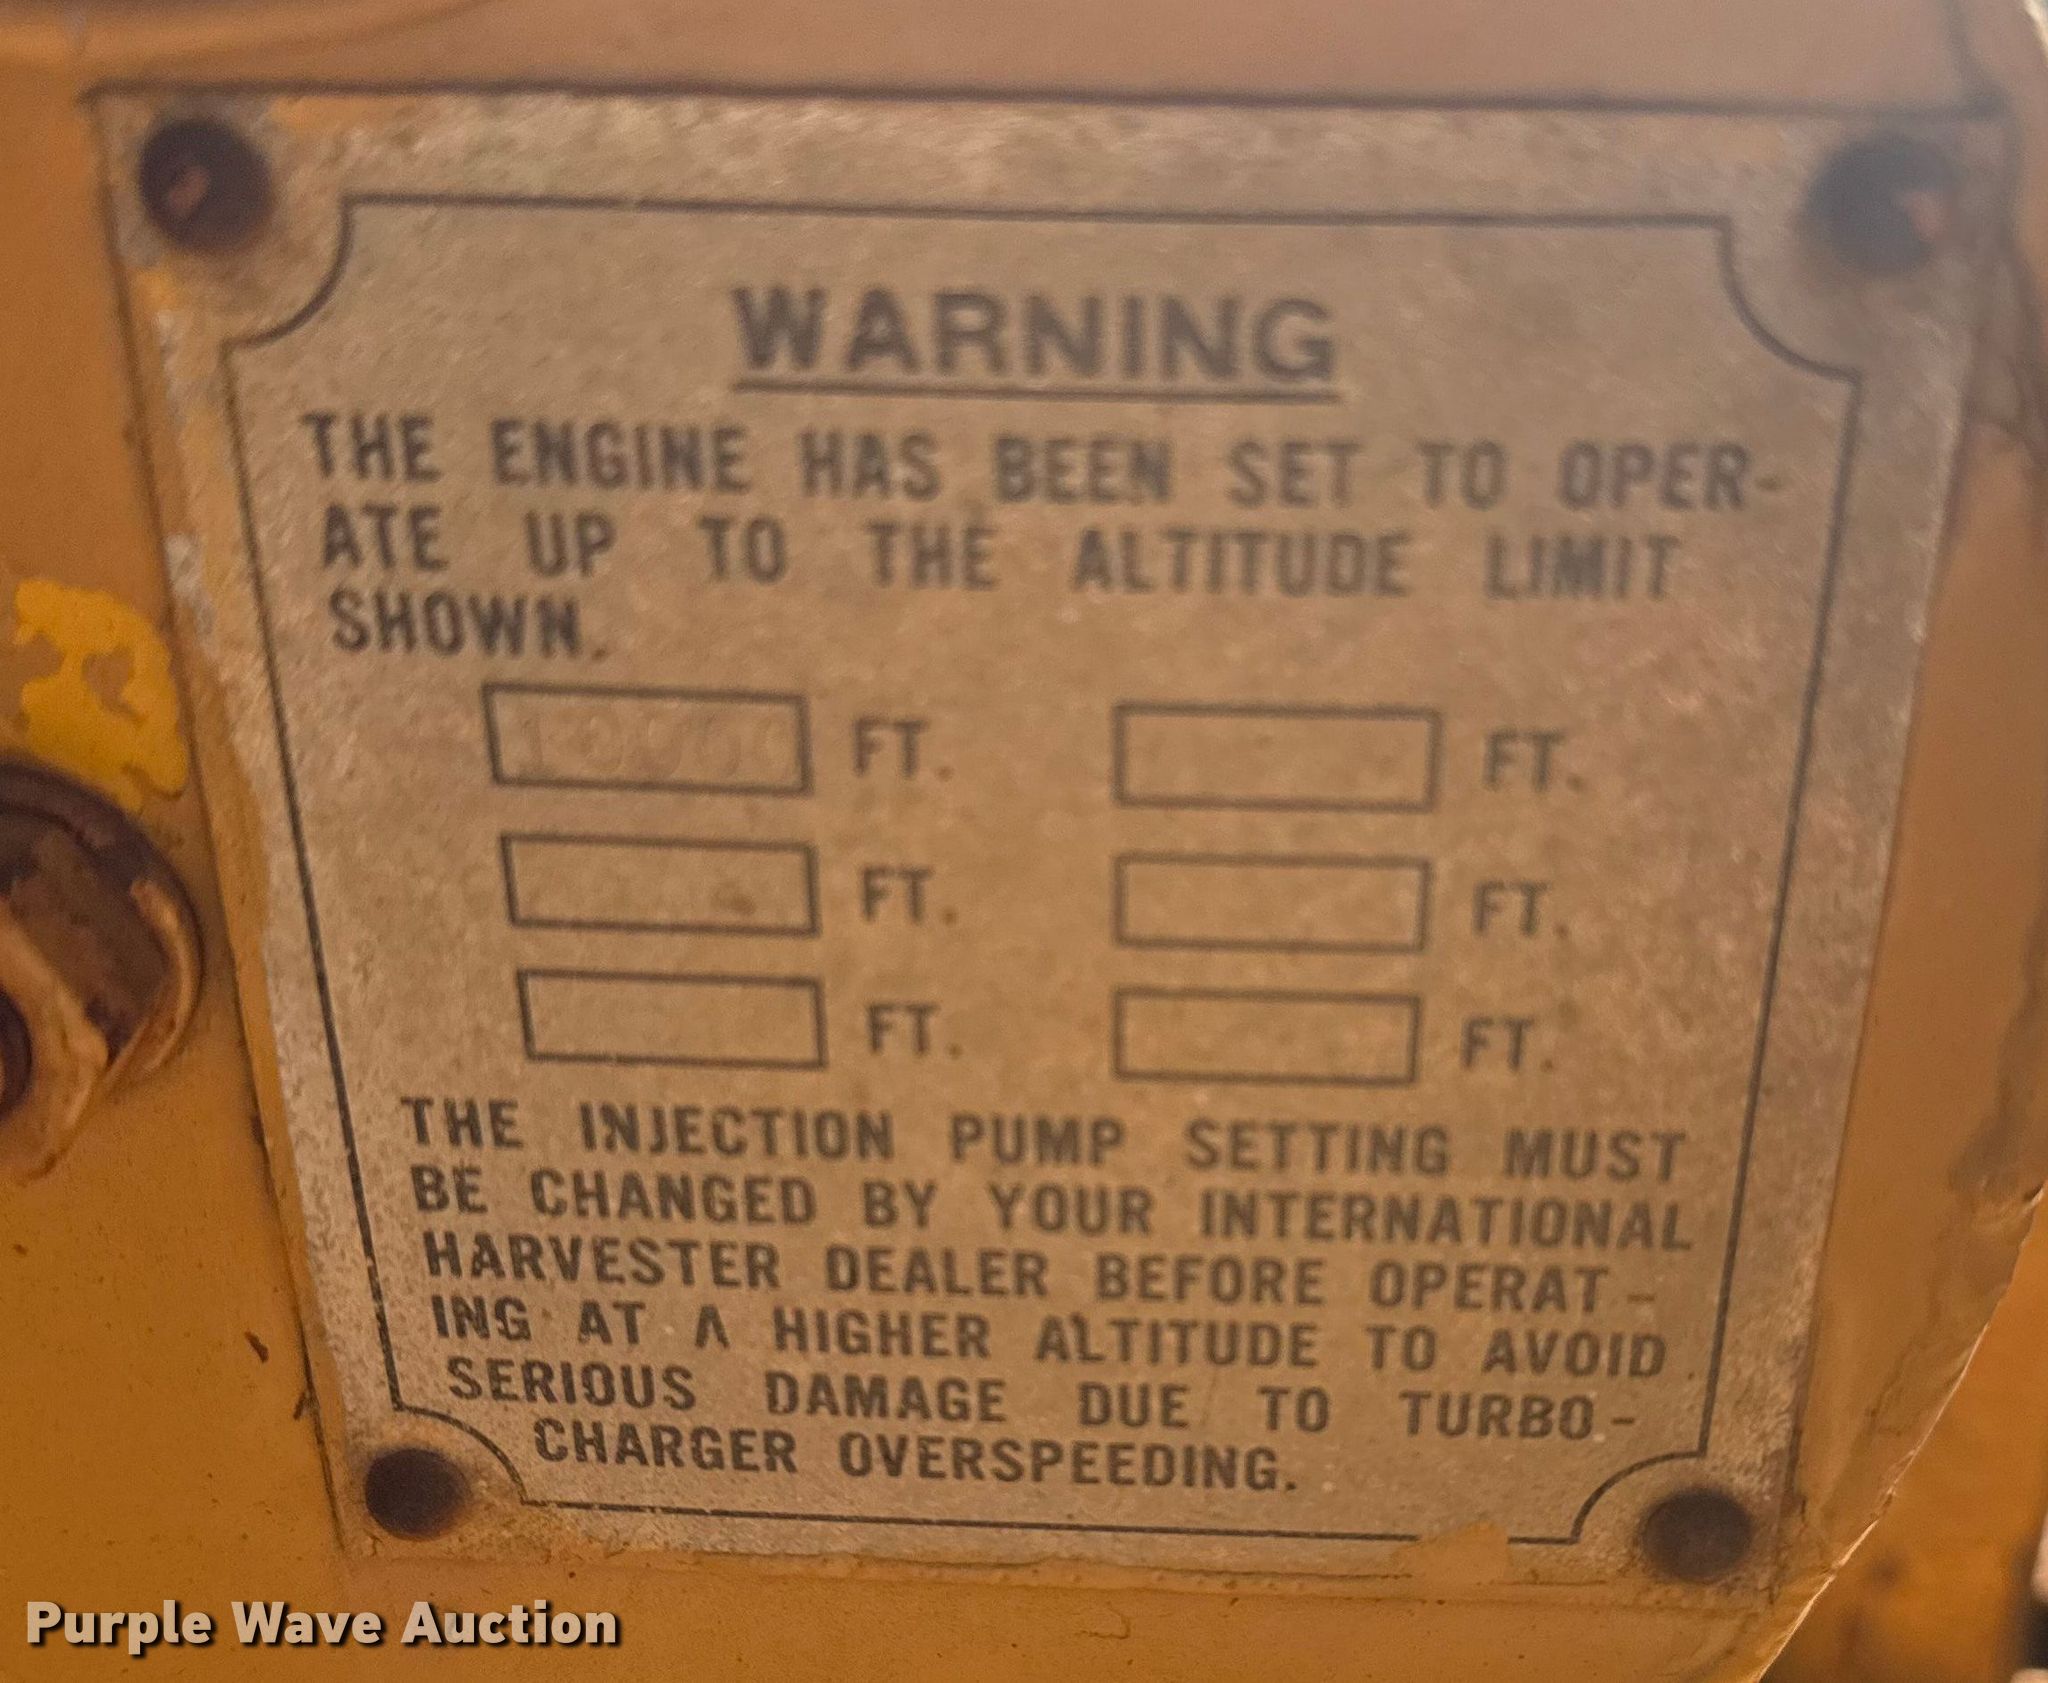 WARNING
THE ENGINE HAS BEEN SET TO OPER-
ATE UP TO THE ALTITUDE LIMIT
SHOWN.
FT. FT.
FT. FT.
FT. FT.
THE INJECTION PUMP SETTING MUST
BE CHANGED BY YOUR INTERNATIONAL
HARVESTER DEALER BEFORE OPERAT-
ING AT A HIGHER ALTITUDE TO AVOID
SERIOUS DAMAGE DUE TO TURBO-
CHARGER OVERSPEEDING.
Purple Wave Auction